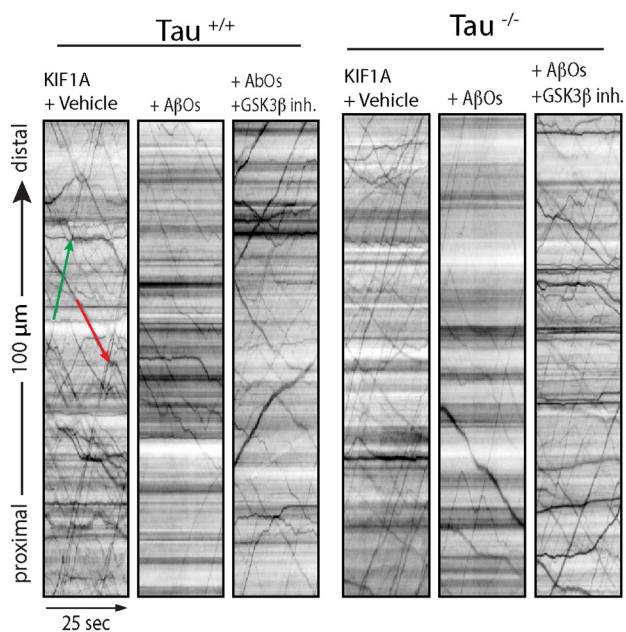 Tau +/+
Tau -/-
KIF1A
+ Vehicle
+ AβOs
+ AbOs
+GSK3β inh.
KIF1A
+ Vehicle
+ AβOs
+ AβOs
+GSK3β inh.
distal
100 µm
proximal
25 sec